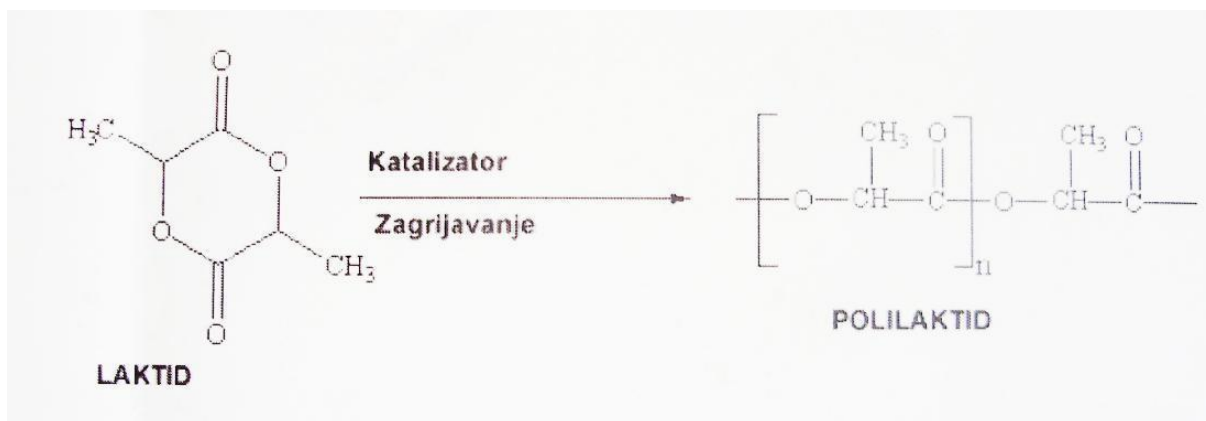 O
H₃C
O
O
CH₃
O
LAKTID
Katalizator
Zagrijavanje
CH₃ O
O CH C
n
CH₃ O
O CH C
POLILAKTID